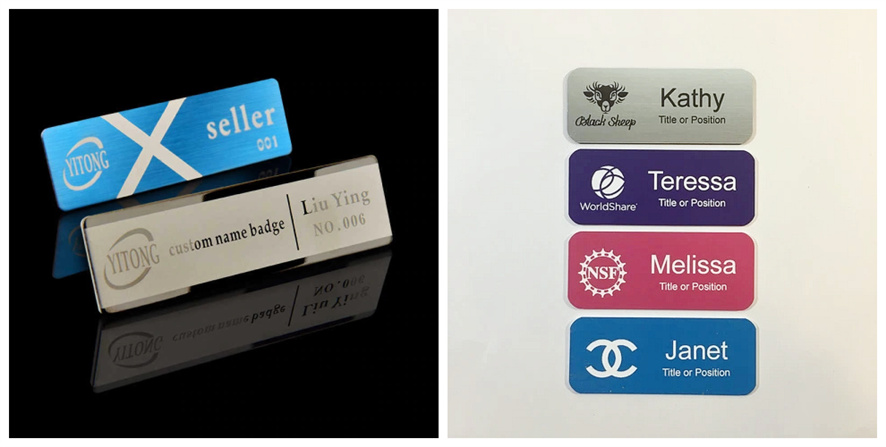 YITONG
seller
001
YITONG
custom name badge
Liu Ying
NO.006
Black Sheep
Kathy
Title or Position
WorldShare
Teressa
Title or Position
NSF
Melissa
Title or Position
Janet
Title or Position